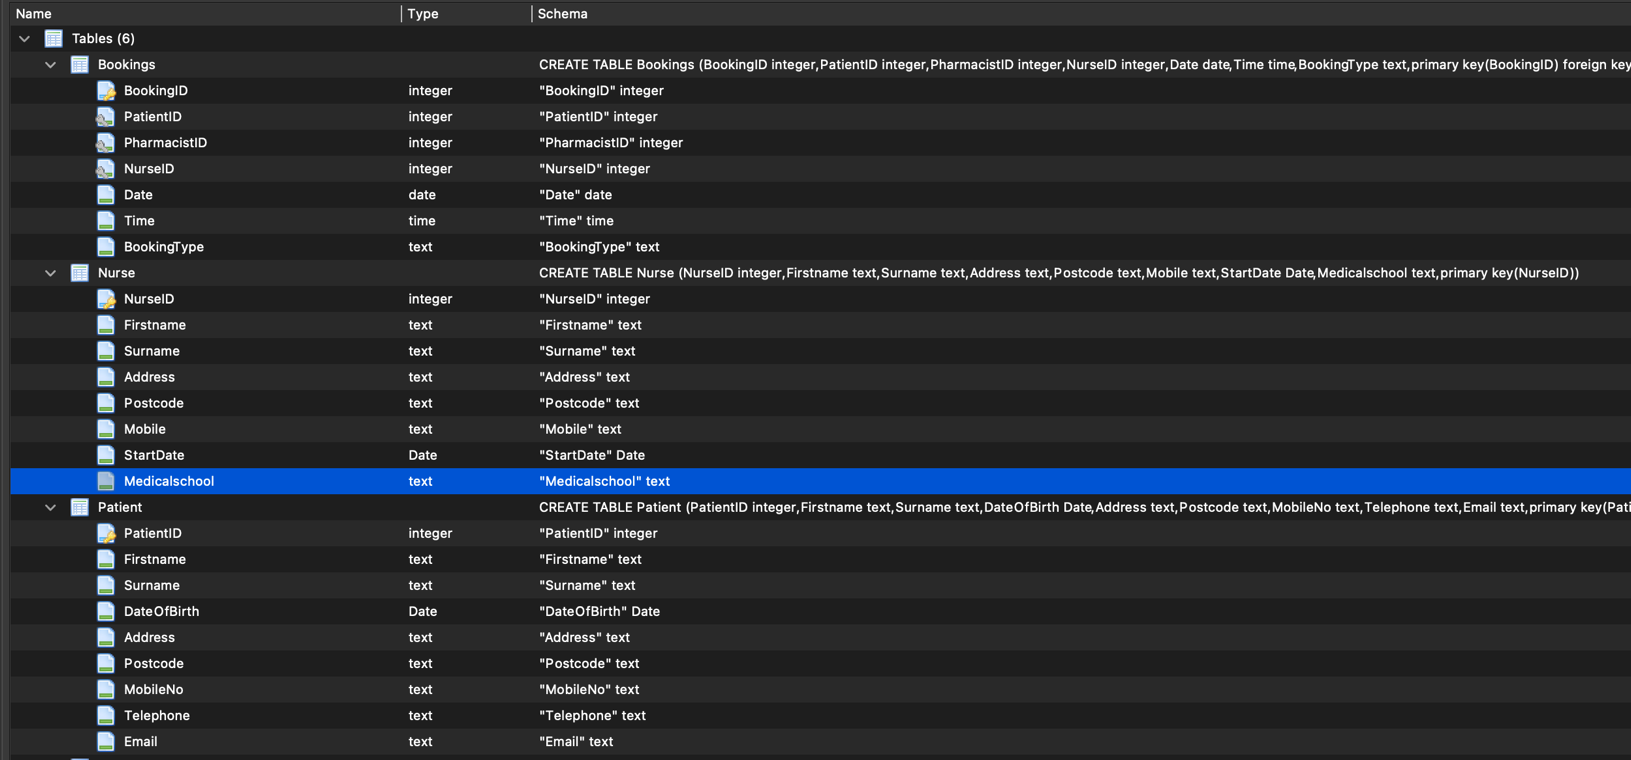 Name Type Schema
Tables (6)
Bookings CREATE TABLE Bookings (BookingID integer,PatientID integer,PharmacistID integer,NurseID integer,Date date,Time time,BookingType text,primary key(BookingID) foreign key
BookingID integer "BookingID" integer
PatientID integer "PatientID" integer
PharmacistID integer "PharmacistID" integer
NurseID integer "NurseID" integer
Date date "Date" date
Time time "Time" time
BookingType text "BookingType" text
Nurse CREATE TABLE Nurse (NurseID integer,Firstname text,Surname text,Address text,Postcode text,Mobile text,StartDate Date,Medicalschool text,primary key(NurseID))
NurseID integer "NurseID" integer
Firstname text "Firstname" text
Surname text "Surname" text
Address text "Address" text
Postcode text "Postcode" text
Mobile text "Mobile" text
StartDate Date "StartDate" Date
Medicalschool text "Medicalschool" text
Patient CREATE TABLE Patient (PatientID integer,Firstname text,Surname text,DateOfBirth Date,Address text,Postcode text,MobileNo text,Telephone text,Email text,primary key(Pati
PatientID integer "PatientID" integer
Firstname text "Firstname" text
Surname text "Surname" text
DateOfBirth Date "DateOfBirth" Date
Address text "Address" text
Postcode text "Postcode" text
MobileNo text "MobileNo" text
Telephone text "Telephone" text
Email text "Email" text